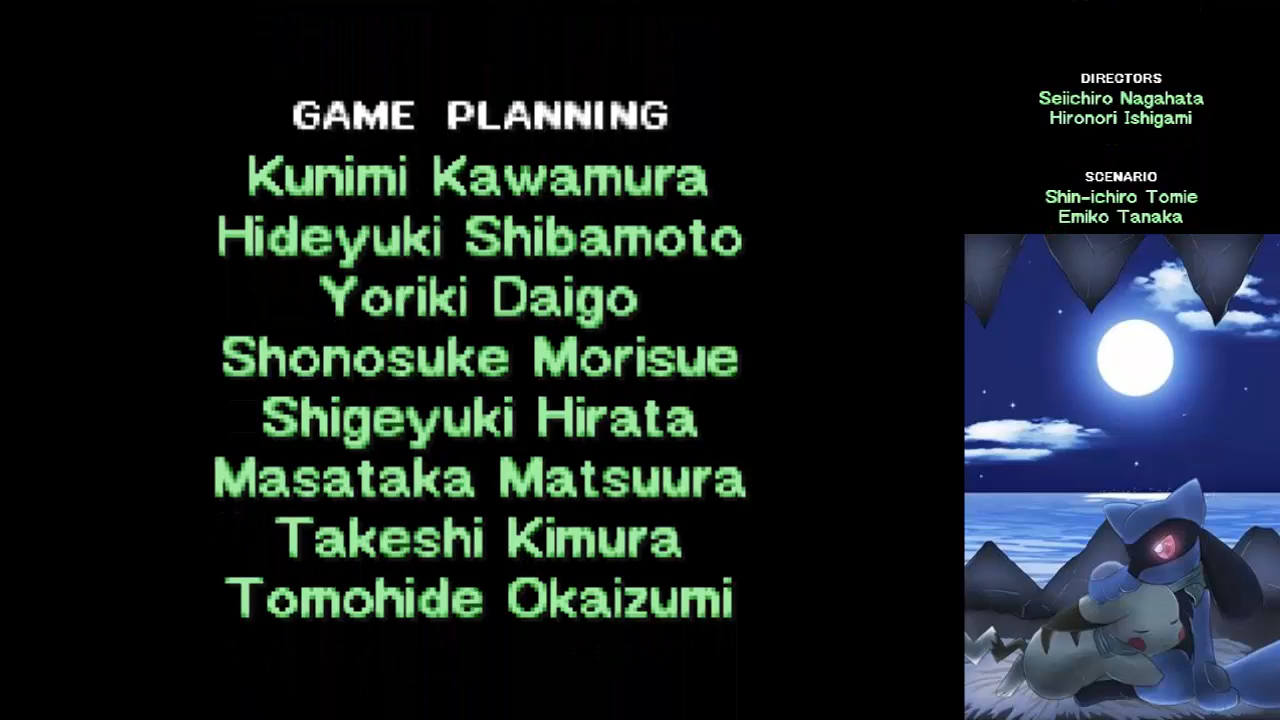 GAME PLANNING
Kunimi Kawamura
Hideyuki Shibamoto
Yoriki Daigo
Shonosuke Morisue
Shigeyuki Hirata
Masataka Matsuura
Takeshi Kimura
Tomohide Okaizumi
DIRECTORS
Seiichiro Nagahata
Hironori Ishigami
SCENARIO
Shin-ichiro Tomie
Emiko Tanaka